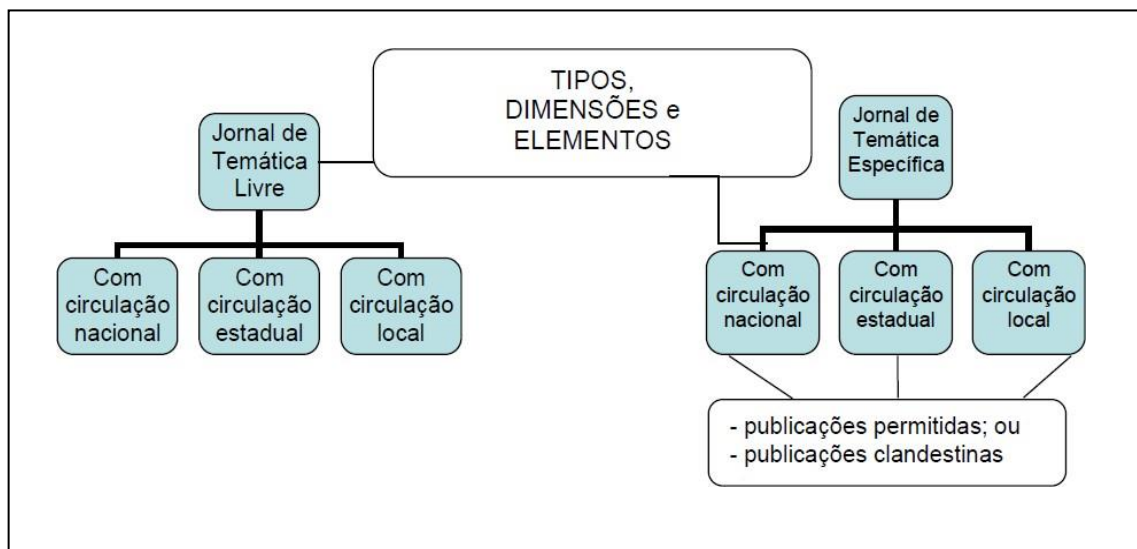 TIPOS,
DIMENSÕES e
ELEMENTOS
Jornal de
Temática
Livre
Jornal de
Temática
Específica
Com
circulação
nacional
Com
circulação
estadual
Com
circulação
local
Com
circulação
nacional
Com
circulação
estadual
Com
circulação
local
- publicações permitidas; ou
- publicações clandestinas